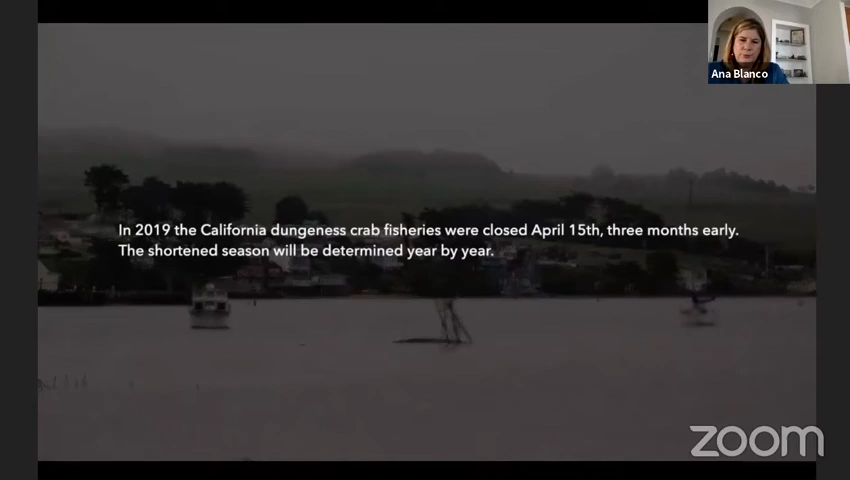 Ana Blanco
In 2019 the California dungeness crab fisheries were closed April 15th, three months early.
The shortened season will be determined year by year.
zoom